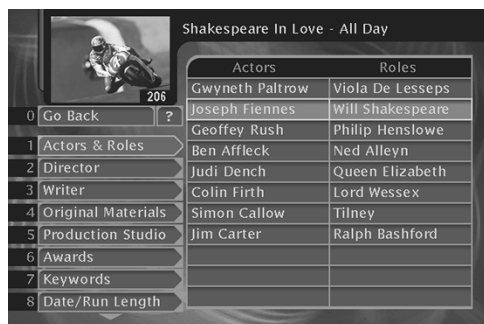 Shakespeare In Love - All Day
206
0 Go Back ?
1 Actors & Roles
2 Director
3 Writer
4 Original Materials
5 Production Studio
6 Awards
7 Keywords
8 Date/Run Length
Actors Roles
Gwyneth Paltrow Viola De Lesseps
Joseph Fiennes Will Shakespeare
Geoffey Rush Philip Henslowe
Ben Affleck Ned Alleyn
Judi Dench Queen Elizabeth
Colin Firth Lord Wessex
Simon Callow Tilney
Jim Carter Ralph Bashford